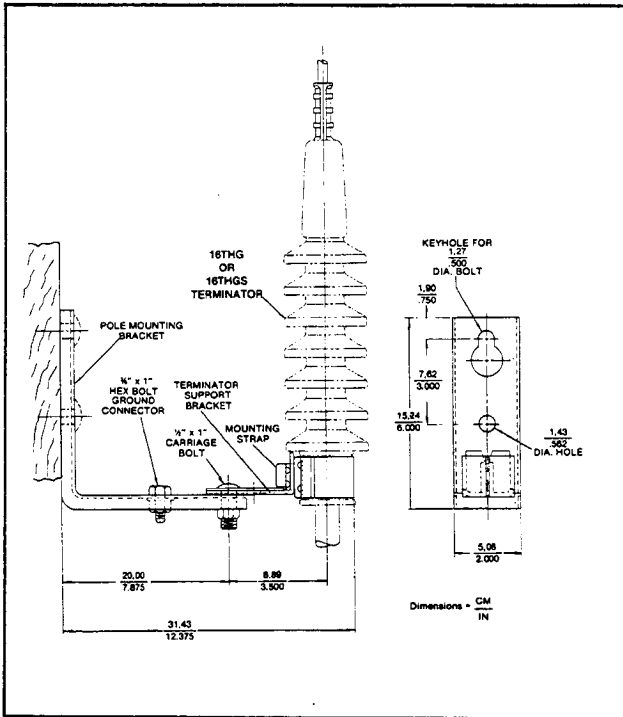 16THG
OR
16THGS
TERMINATOR
KEYHOLE FOR
1,27
.500
DIA. BOLT
1,90
.750
POLE MOUNTING
BRACKET
7,62
3.000
15,24
6.000
1,43
.562
DIA. HOLE
HEX BOLT
GROUND
CONNECTOR
TERMINATOR
SUPPORT
BRACKET
MOUNTING
STRAP
½" x 1"
CARRIAGE
BOLT
20,00
7.875
8,89
3.500
5,08
2.000
31,43
12.375
Dimensions = CM
IN